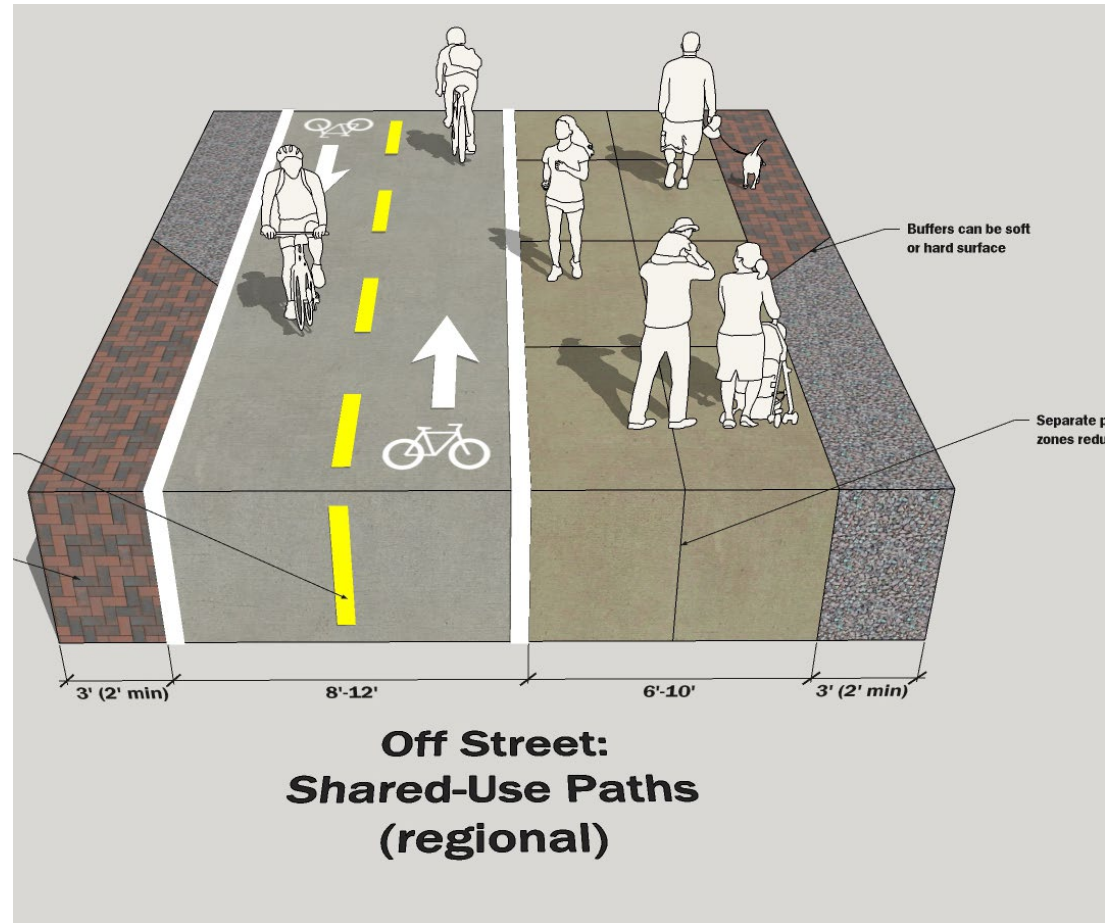 Buffers can be soft
or hard surface
Separate
zones
3' (2' min)
8'-12'
6'-10'
3' (2' min)
Off Street:
Shared-Use Paths
(regional)